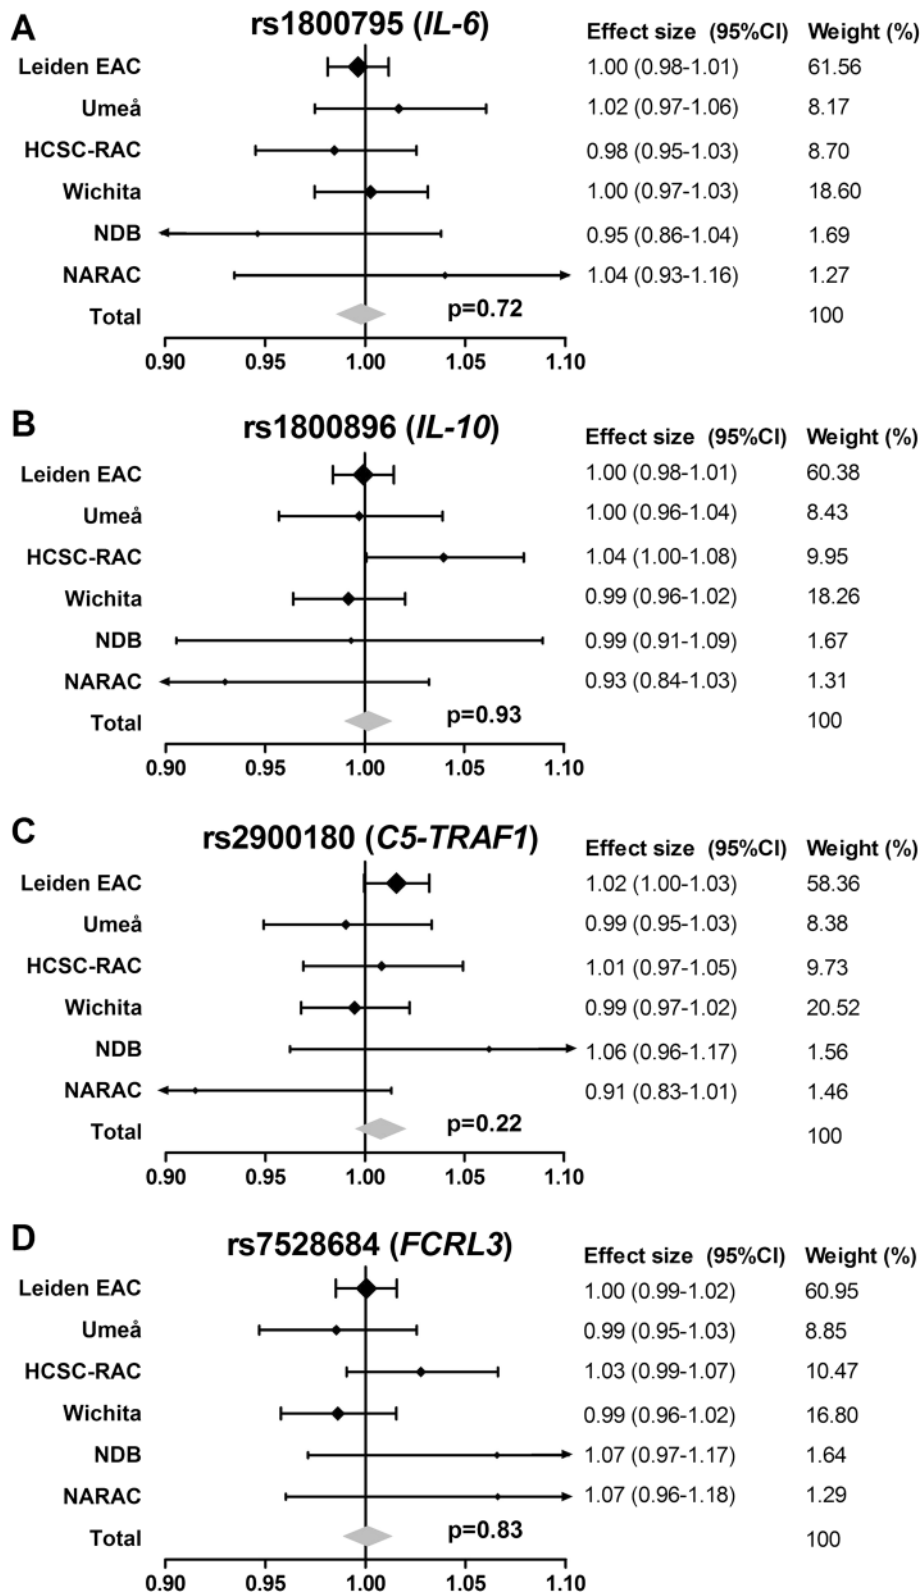 A rs1800795 (IL-6) Effect size (95%CI) Weight (%)
Leiden EAC 1.00 (0.98-1.01) 61.56
Umeå 1.02 (0.97-1.06) 8.17
HCSC-RAC 0.98 (0.95-1.03) 8.70
Wichita 1.00 (0.97-1.03) 18.60
NDB 0.95 (0.86-1.04) 1.69
NARAC 1.04 (0.93-1.16) 1.27
Total p=0.72 100
0.90 0.95 1.00 1.05 1.10
B rs1800896 (IL-10) Effect size (95%CI) Weight (%)
Leiden EAC 1.00 (0.98-1.01) 60.38
Umeå 1.00 (0.96-1.04) 8.43
HCSC-RAC 1.04 (1.00-1.08) 9.95
Wichita 0.99 (0.96-1.02) 18.26
NDB 0.99 (0.91-1.09) 1.67
NARAC 0.93 (0.84-1.03) 1.31
Total p=0.93 100
0.90 0.95 1.00 1.05 1.10
C rs2900180 (C5-TRAF1) Effect size (95%CI) Weight (%)
Leiden EAC 1.02 (1.00-1.03) 58.36
Umeå 0.99 (0.95-1.03) 8.38
HCSC-RAC 1.01 (0.97-1.05) 9.73
Wichita 0.99 (0.97-1.02) 20.52
NDB 1.06 (0.96-1.17) 1.56
NARAC 0.91 (0.83-1.01) 1.46
Total p=0.22 100
0.90 0.95 1.00 1.05 1.10
D rs7528684 (FCRL3) Effect size (95%CI) Weight (%)
Leiden EAC 1.00 (0.99-1.02) 60.95
Umeå 0.99 (0.95-1.03) 8.85
HCSC-RAC 1.03 (0.99-1.07) 10.47
Wichita 0.99 (0.96-1.02) 16.80
NDB 1.07 (0.97-1.17) 1.64
NARAC 1.07 (0.96-1.18) 1.29
Total p=0.83 100
0.90 0.95 1.00 1.05 1.10